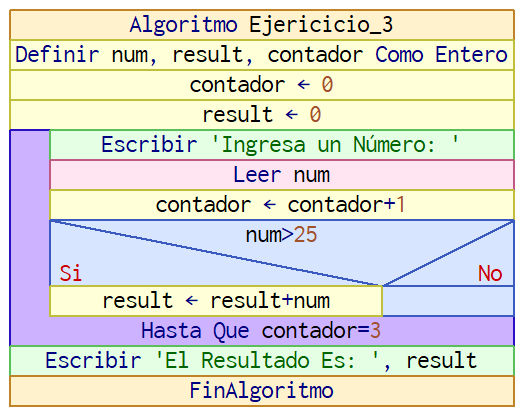 Algoritmo Ejericicio_3
Definir num, result, contador Como Entero
contador ← 0
result ← 0
Escribir 'Ingresa un Número: '
Leer num
contador ← contador+1
num>25
Si No
result ← result+num
Hasta Que contador=3
Escribir 'El Resultado Es: ', result
FinAlgoritmo